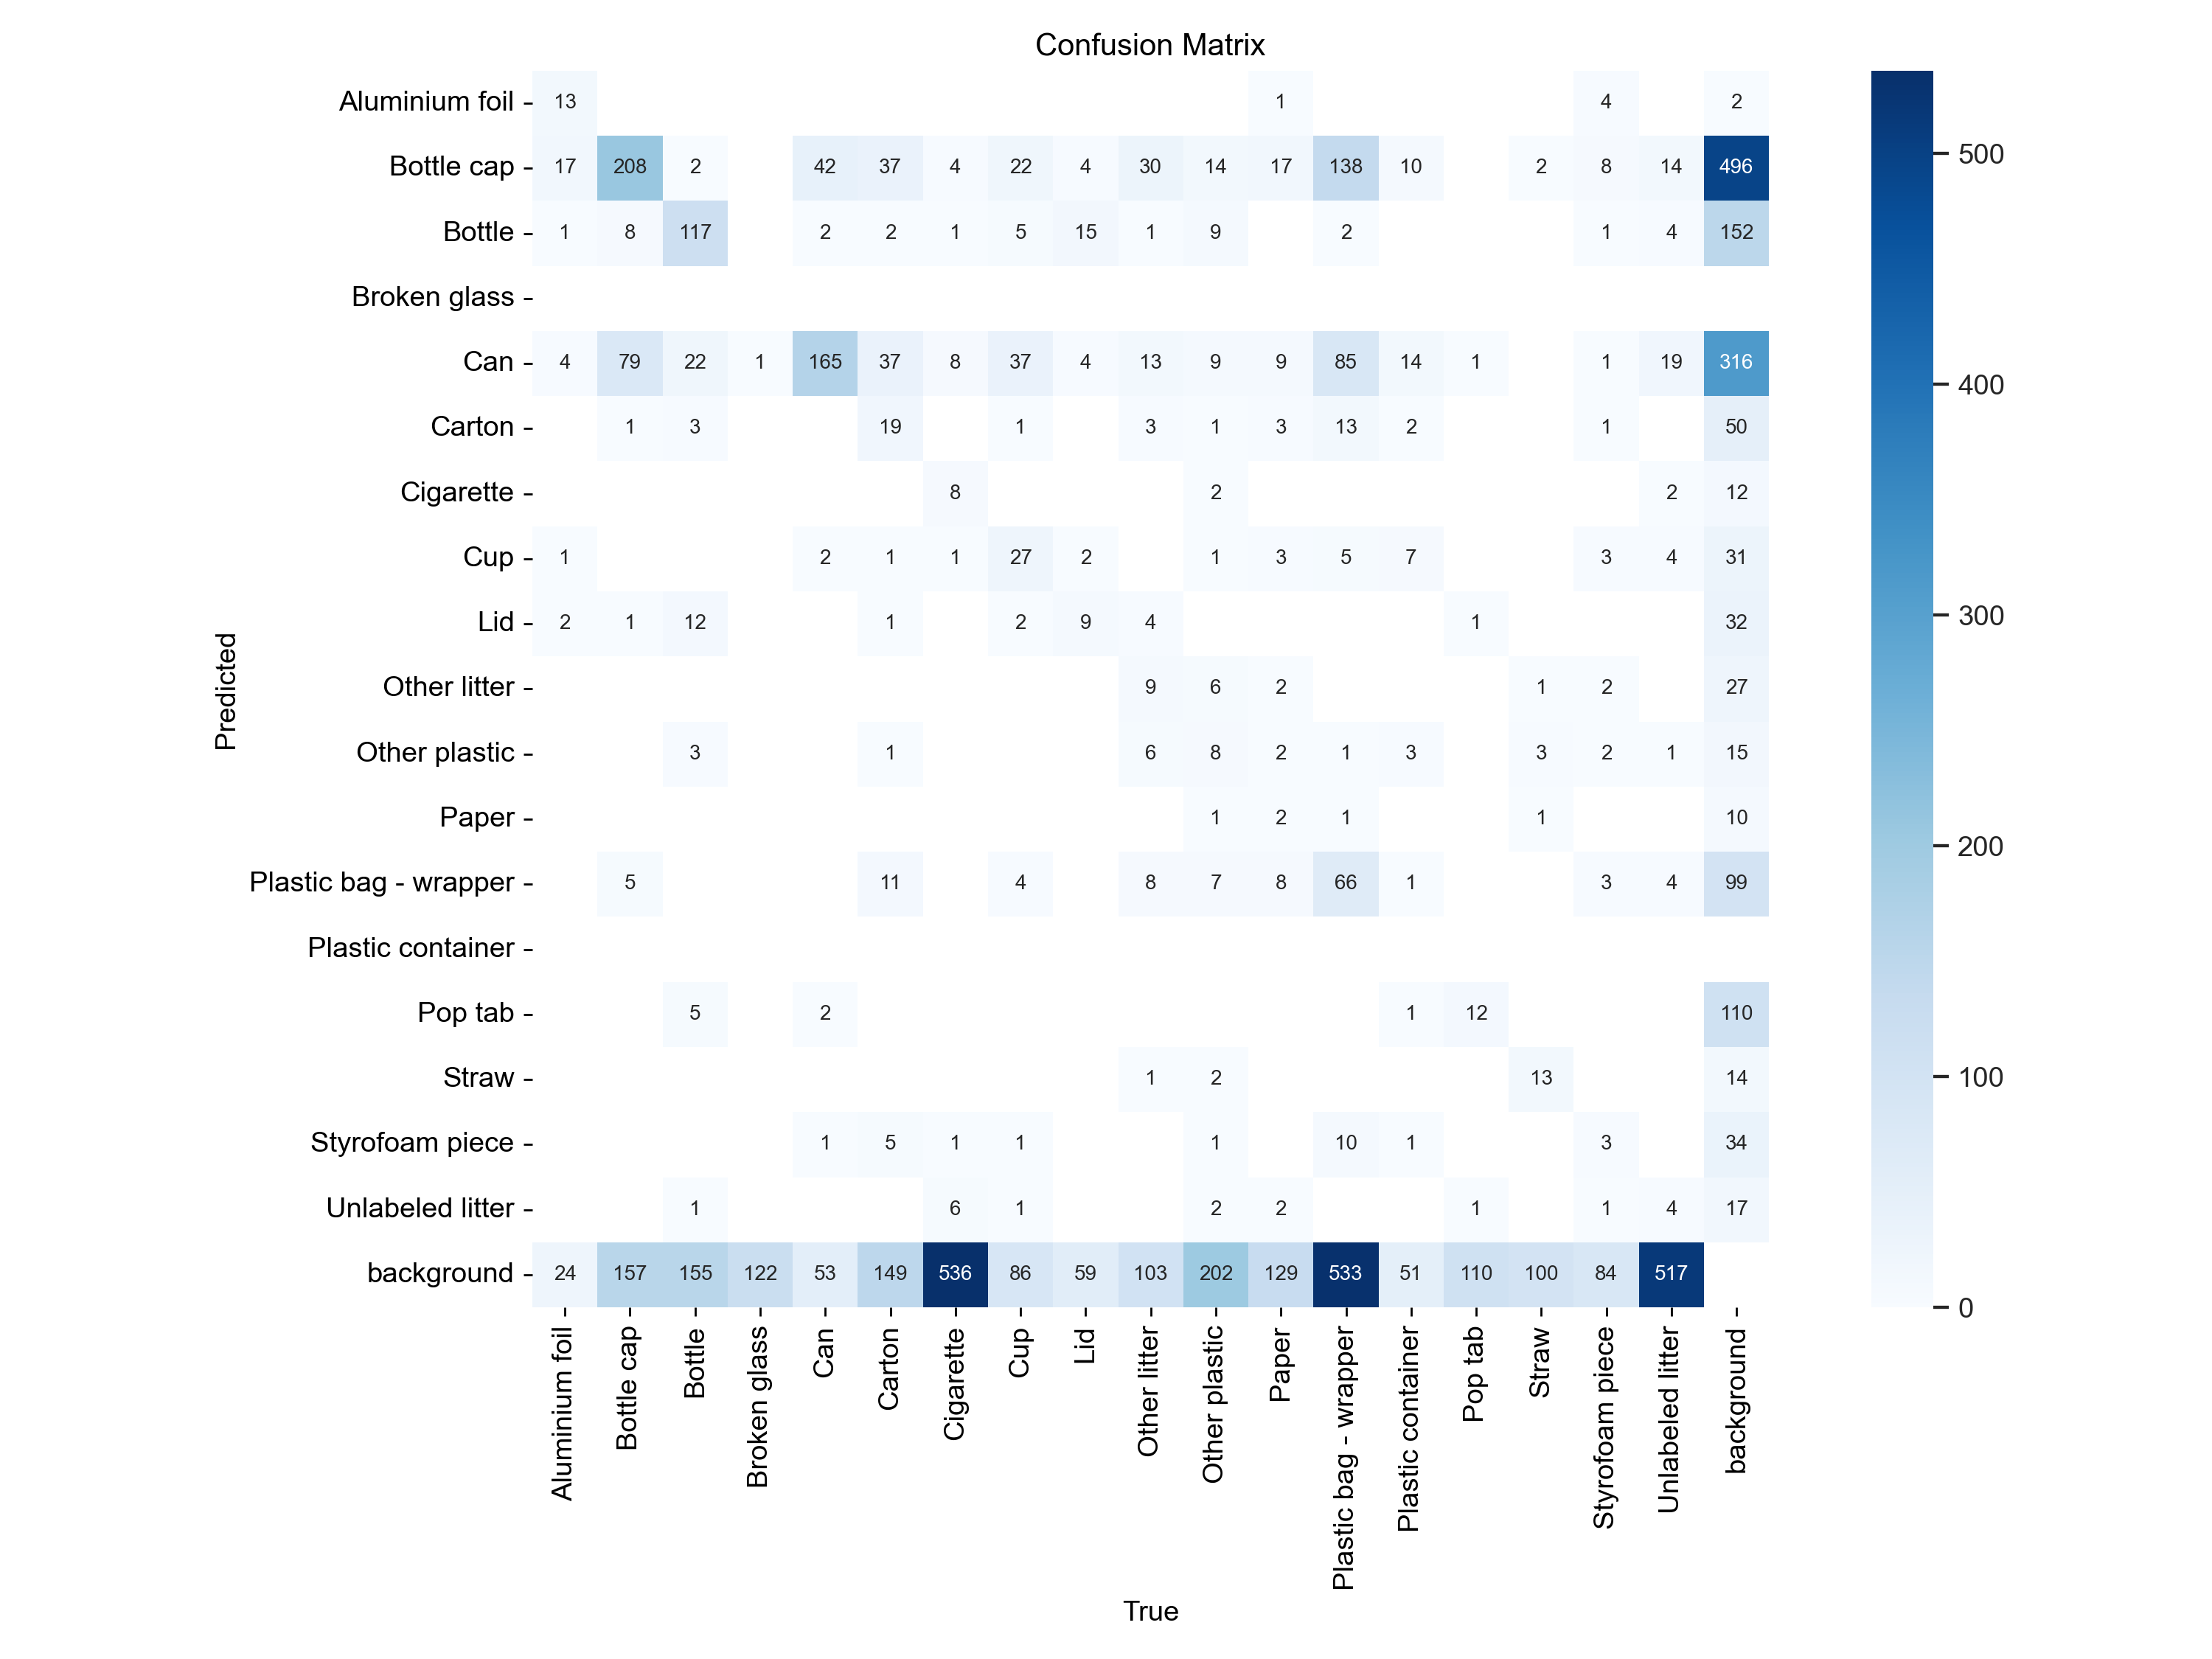 Confusion Matrix
Aluminium foil 13 1 4 2
Bottle cap 17 208 2 42 37 4 22 4 30 14 17 138 10 2 8 14 496
Bottle 1 8 117 2 2 1 5 15 1 9 2 1 4 152
Broken glass
Can 4 79 22 1 165 37 8 37 4 13 9 9 85 14 1 1 19 316
Carton 1 3 19 1 3 1 3 13 2 1 50
Cigarette 8 2 2 12
Cup 1 2 1 1 27 2 1 3 5 7 3 4 31
Lid 2 1 12 1 2 9 4 1 32
Other litter 9 6 2 1 2 27
Other plastic 3 1 6 8 2 1 3 3 2 1 15
Paper 1 2 1 1 10
Plastic bag - wrapper 5 11 4 8 7 8 66 1 3 4 99
Plastic container
Pop tab 5 2 1 12 110
Straw 1 2 13 14
Styrofoam piece 1 5 1 1 1 10 1 3 34
Unlabeled litter 1 6 1 2 2 1 1 4 17
background 24 157 155 122 53 149 536 86 59 103 202 129 533 51 110 100 84 517
Predicted
Aluminium foil
Bottle cap
Bottle
Broken glass
Can
Carton
Cigarette
Cup
Lid
Other litter
Other plastic
Paper
Plastic bag - wrapper
Plastic container
Pop tab
Straw
Styrofoam piece
Unlabeled litter
background
True
500
400
300
200
100
0